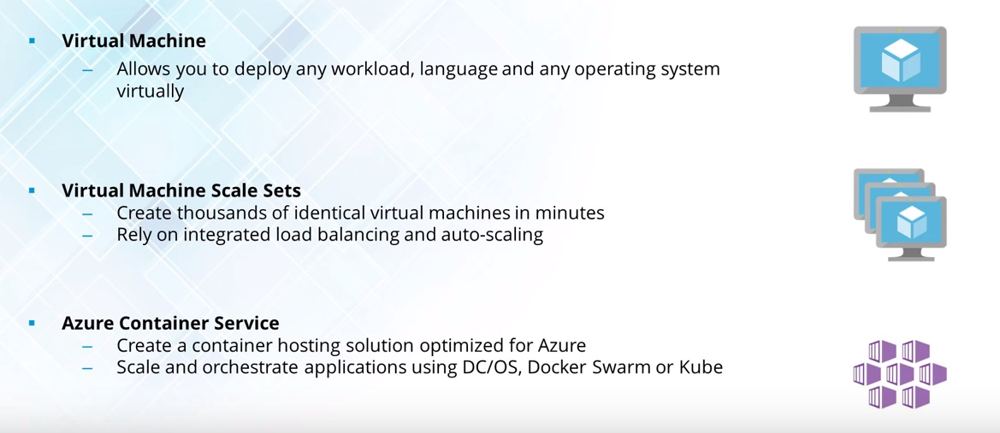 Virtual Machine
Allows you to deploy any workload, language and any operating system
virtually
Virtual Machine Scale Sets
Create thousands of identical virtual machines in minutes
Rely on integrated load balancing and auto-scaling
Azure Container Service
Create a container hosting solution optimized for Azure
Scale and orchestrate applications using DC/OS, Docker Swarm or Kube